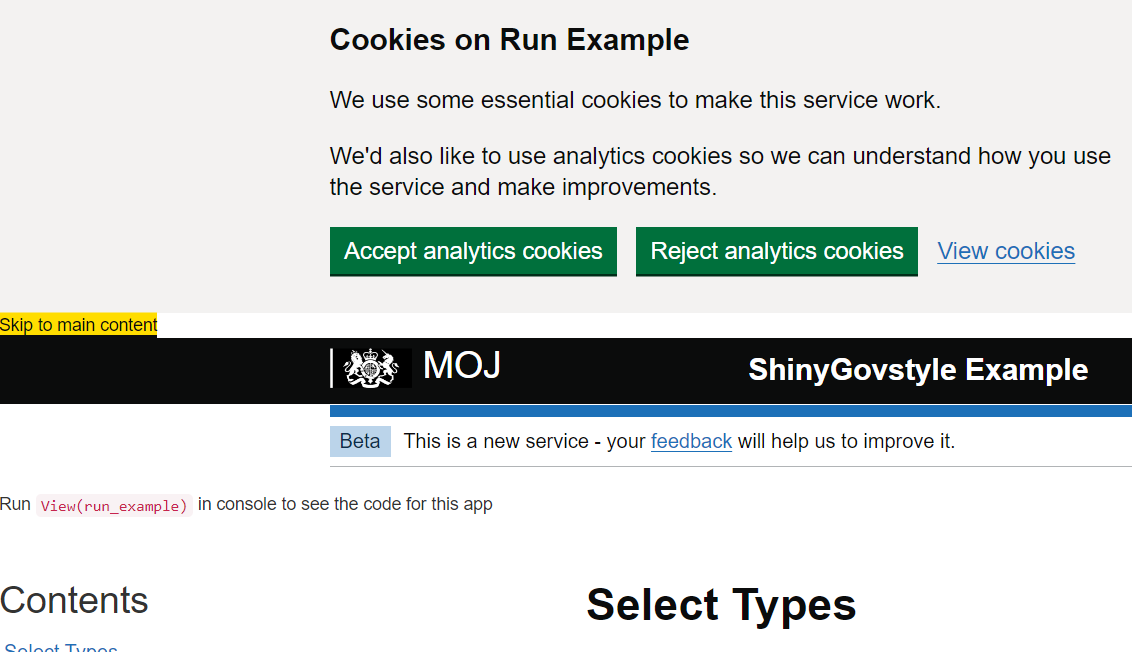 Cookies on Run Example
We use some essential cookies to make this service work.
We'd also like to use analytics cookies so we can understand how you use
the service and make improvements.
Accept analytics cookies Reject analytics cookies View cookies
Skip to main content
MOJ ShinyGovstyle Example
Beta This is a new service - your feedback will help us to improve it.
Run View(run_example) in console to see the code for this app
Contents
Select Types
Select Types